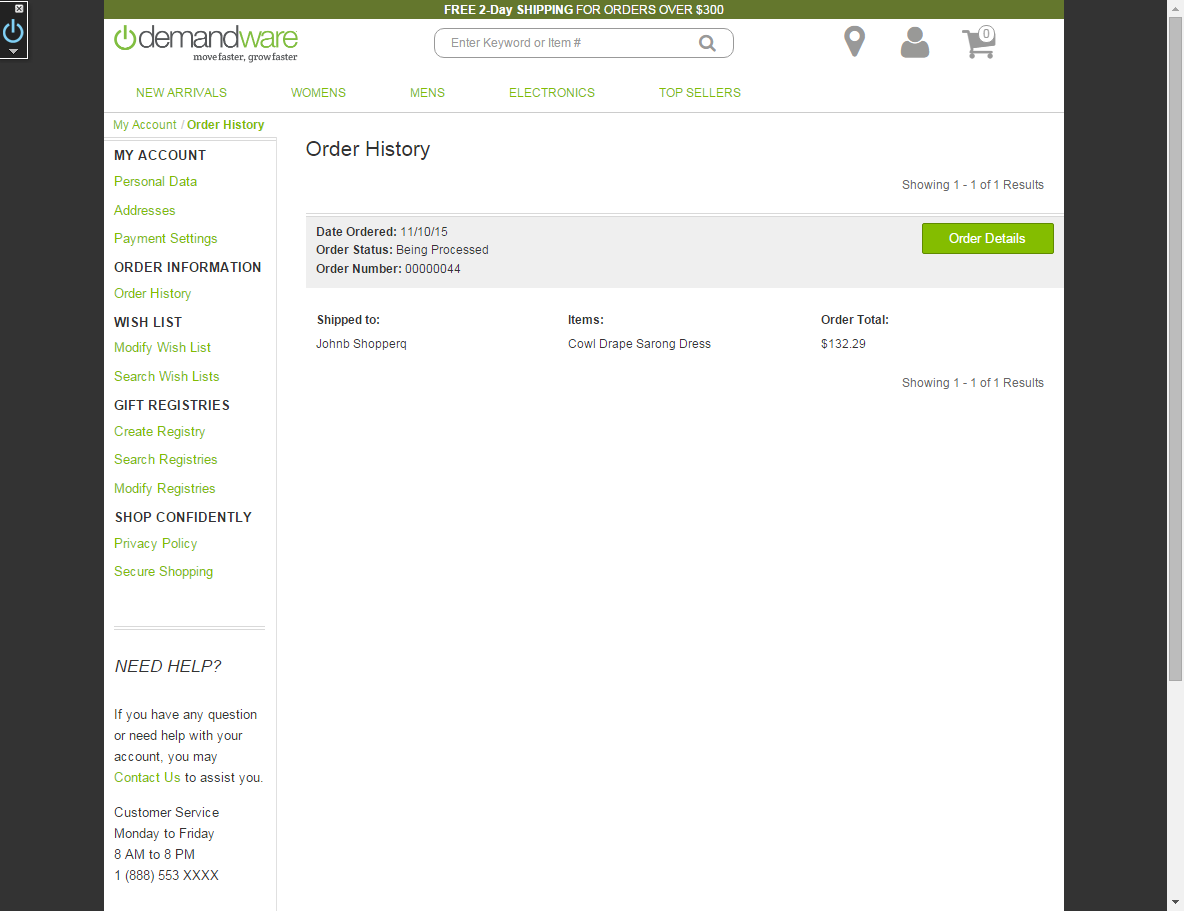 FREE 2-Day SHIPPING FOR ORDERS OVER $300
demandware
move faster, grow faster
Enter Keyword or Item #
0
NEW ARRIVALS WOMENS MENS ELECTRONICS TOP SELLERS
My Account / Order History
MY ACCOUNT
Personal Data
Addresses
Payment Settings
ORDER INFORMATION
Order History
WISH LIST
Modify Wish List
Search Wish Lists
GIFT REGISTRIES
Create Registry
Search Registries
Modify Registries
SHOP CONFIDENTLY
Privacy Policy
Secure Shopping
NEED HELP?
If you have any question
or need help with your
account, you may
Contact Us to assist you.
Customer Service
Monday to Friday
8 AM to 8 PM
1 (888) 553 XXXX
Order History
Showing 1 - 1 of 1 Results
Date Ordered: 11/10/15
Order Status: Being Processed
Order Number: 00000044
Order Details
Shipped to: Items: Order Total:
Johnb Shopperq Cowl Drape Sarong Dress $132.29
Showing 1 - 1 of 1 Results